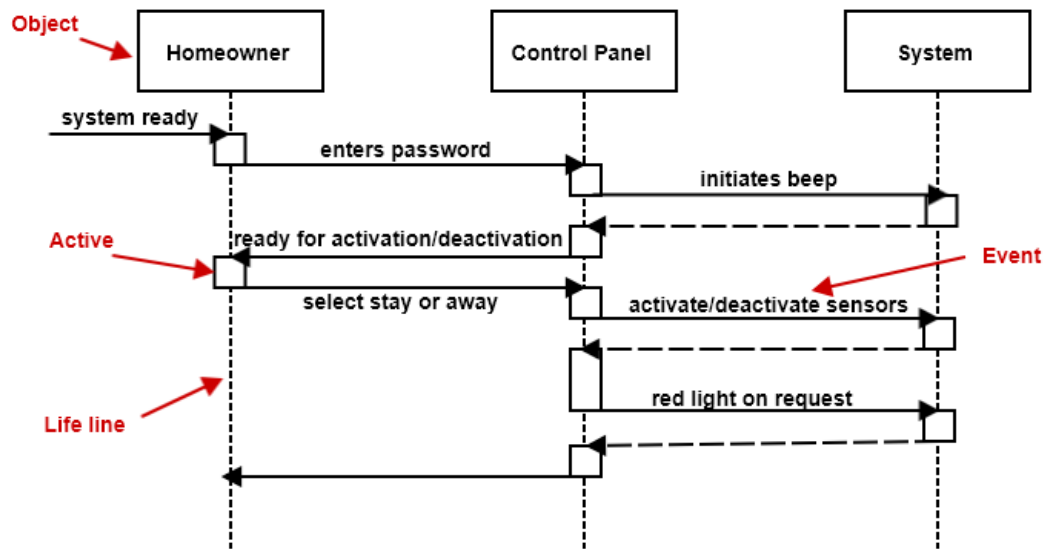 Object
Homeowner
Control Panel
System
system ready
enters password
initiates beep
Active
ready for activation/deactivation
Event
select stay or away
activate/deactivate sensors
Life line
red light on request